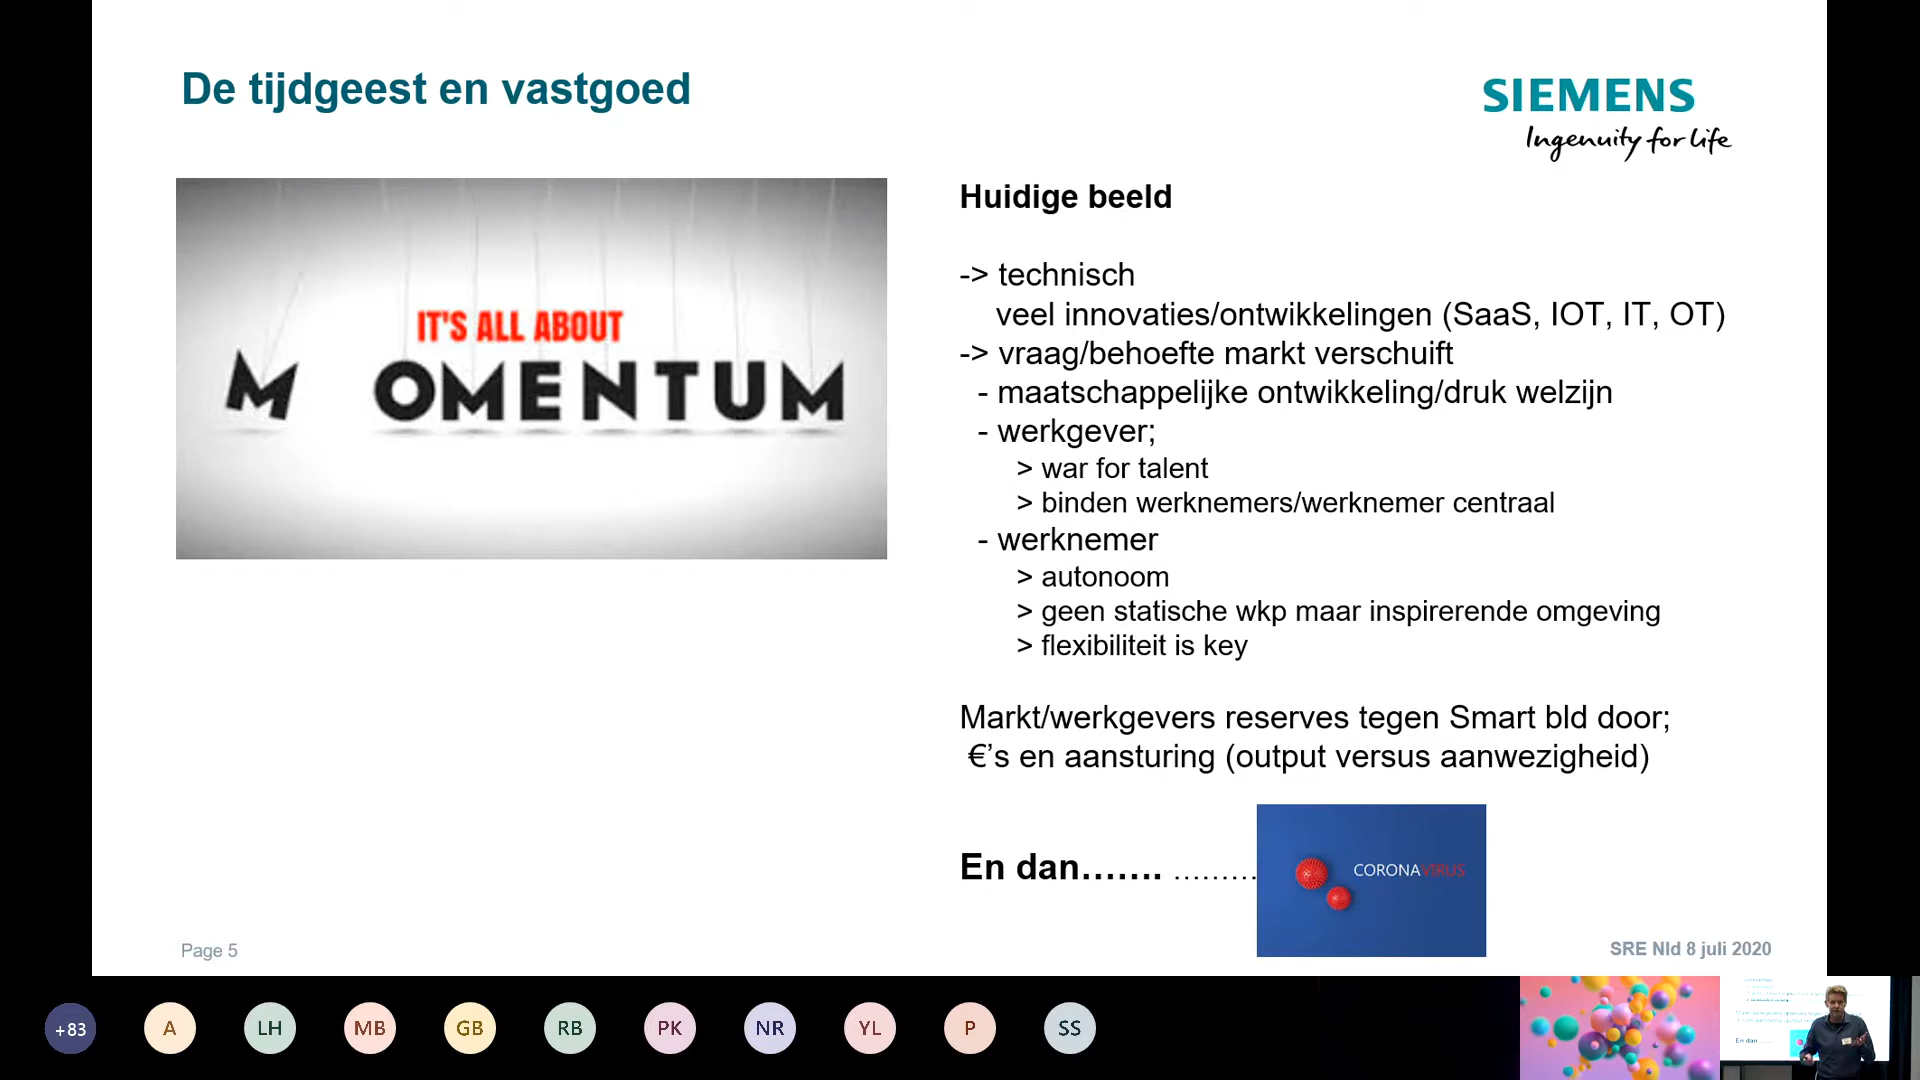 De tijdgeest en vastgoed
SIEMENS
Ingenuity for life
IT'S ALL ABOUT
MOMENTUM
Huidige beeld
-> technisch
veel innovaties/ontwikkelingen (SaaS, IOT, IT, OT)
-> vraag/behoefte markt verschuift
- maatschappelijke ontwikkeling/druk welzijn
- werkgever;
> war for talent
> binden werknemers/werknemer centraal
- werknemer
> autonoom
> geen statische wkp maar inspirerende omgeving
> flexibiliteit is key
Markt/werkgevers reserves tegen Smart bld door;
€’s en aansturing (output versus aanwezigheid)
En dan……. ………
CORONAVIRUS
Page 5
SRE Nld 8 juli 2020
+83
A
LH
MB
GB
RB
PK
NR
YL
P
SS
En dan ......